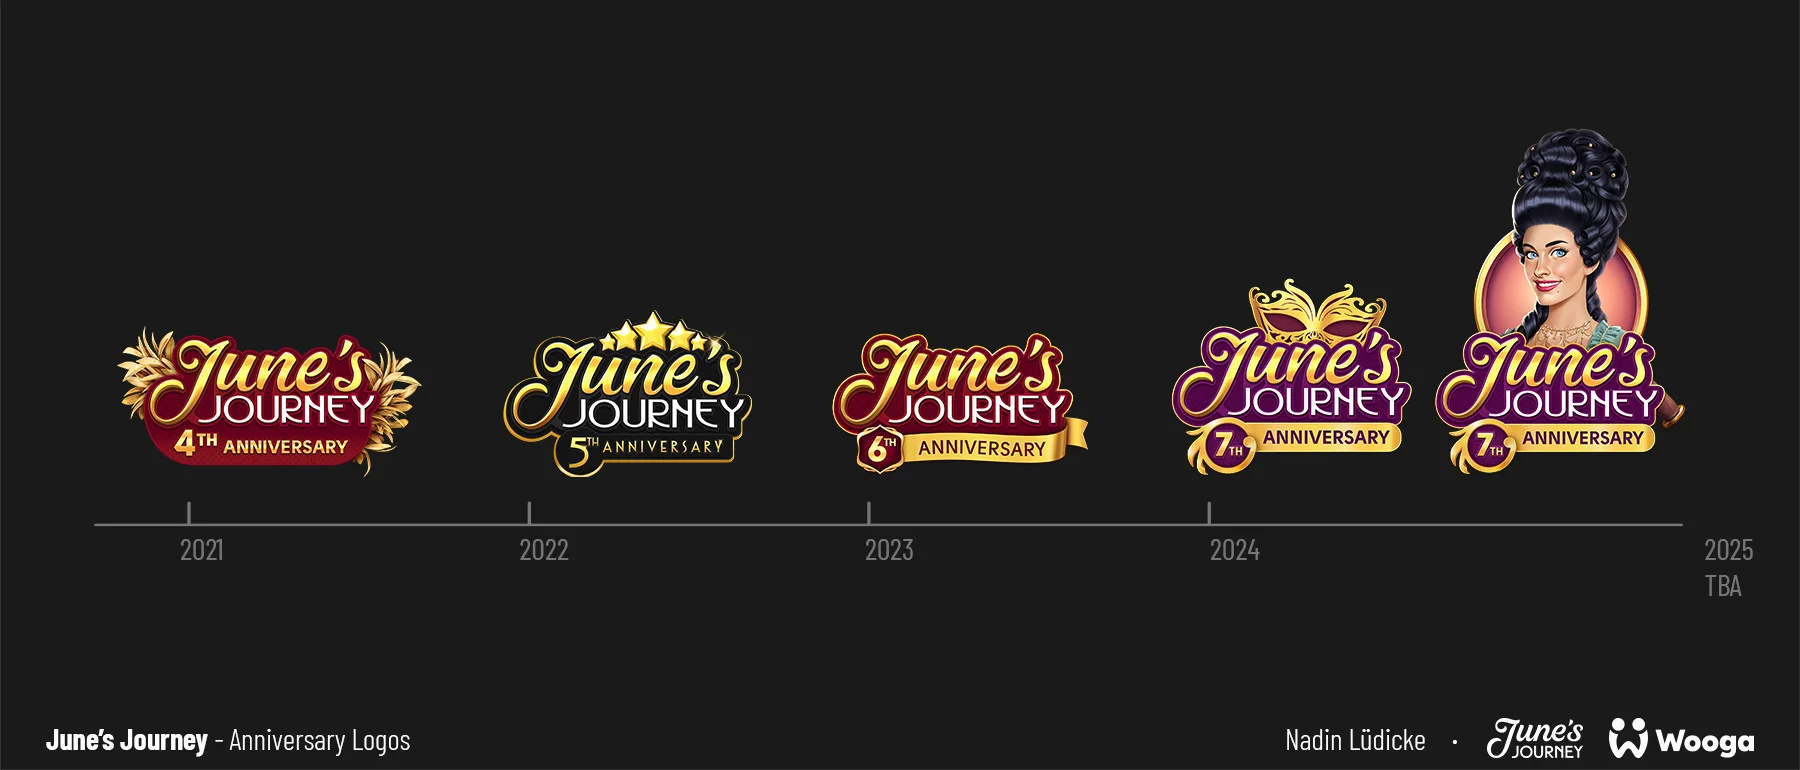 June's
JOURNEY
4TH ANNIVERSARY
June's
JOURNEY
5TH ANNIVERSARY
June's
JOURNEY
6TH ANNIVERSARY
June's
JOURNEY
7TH ANNIVERSARY
June's
JOURNEY
7TH ANNIVERSARY
2021
2022
2023
2024
2025
TBA
June's Journey - Anniversary Logos
Nadin Lüdicke ·
June's
JOURNEY
Wooga